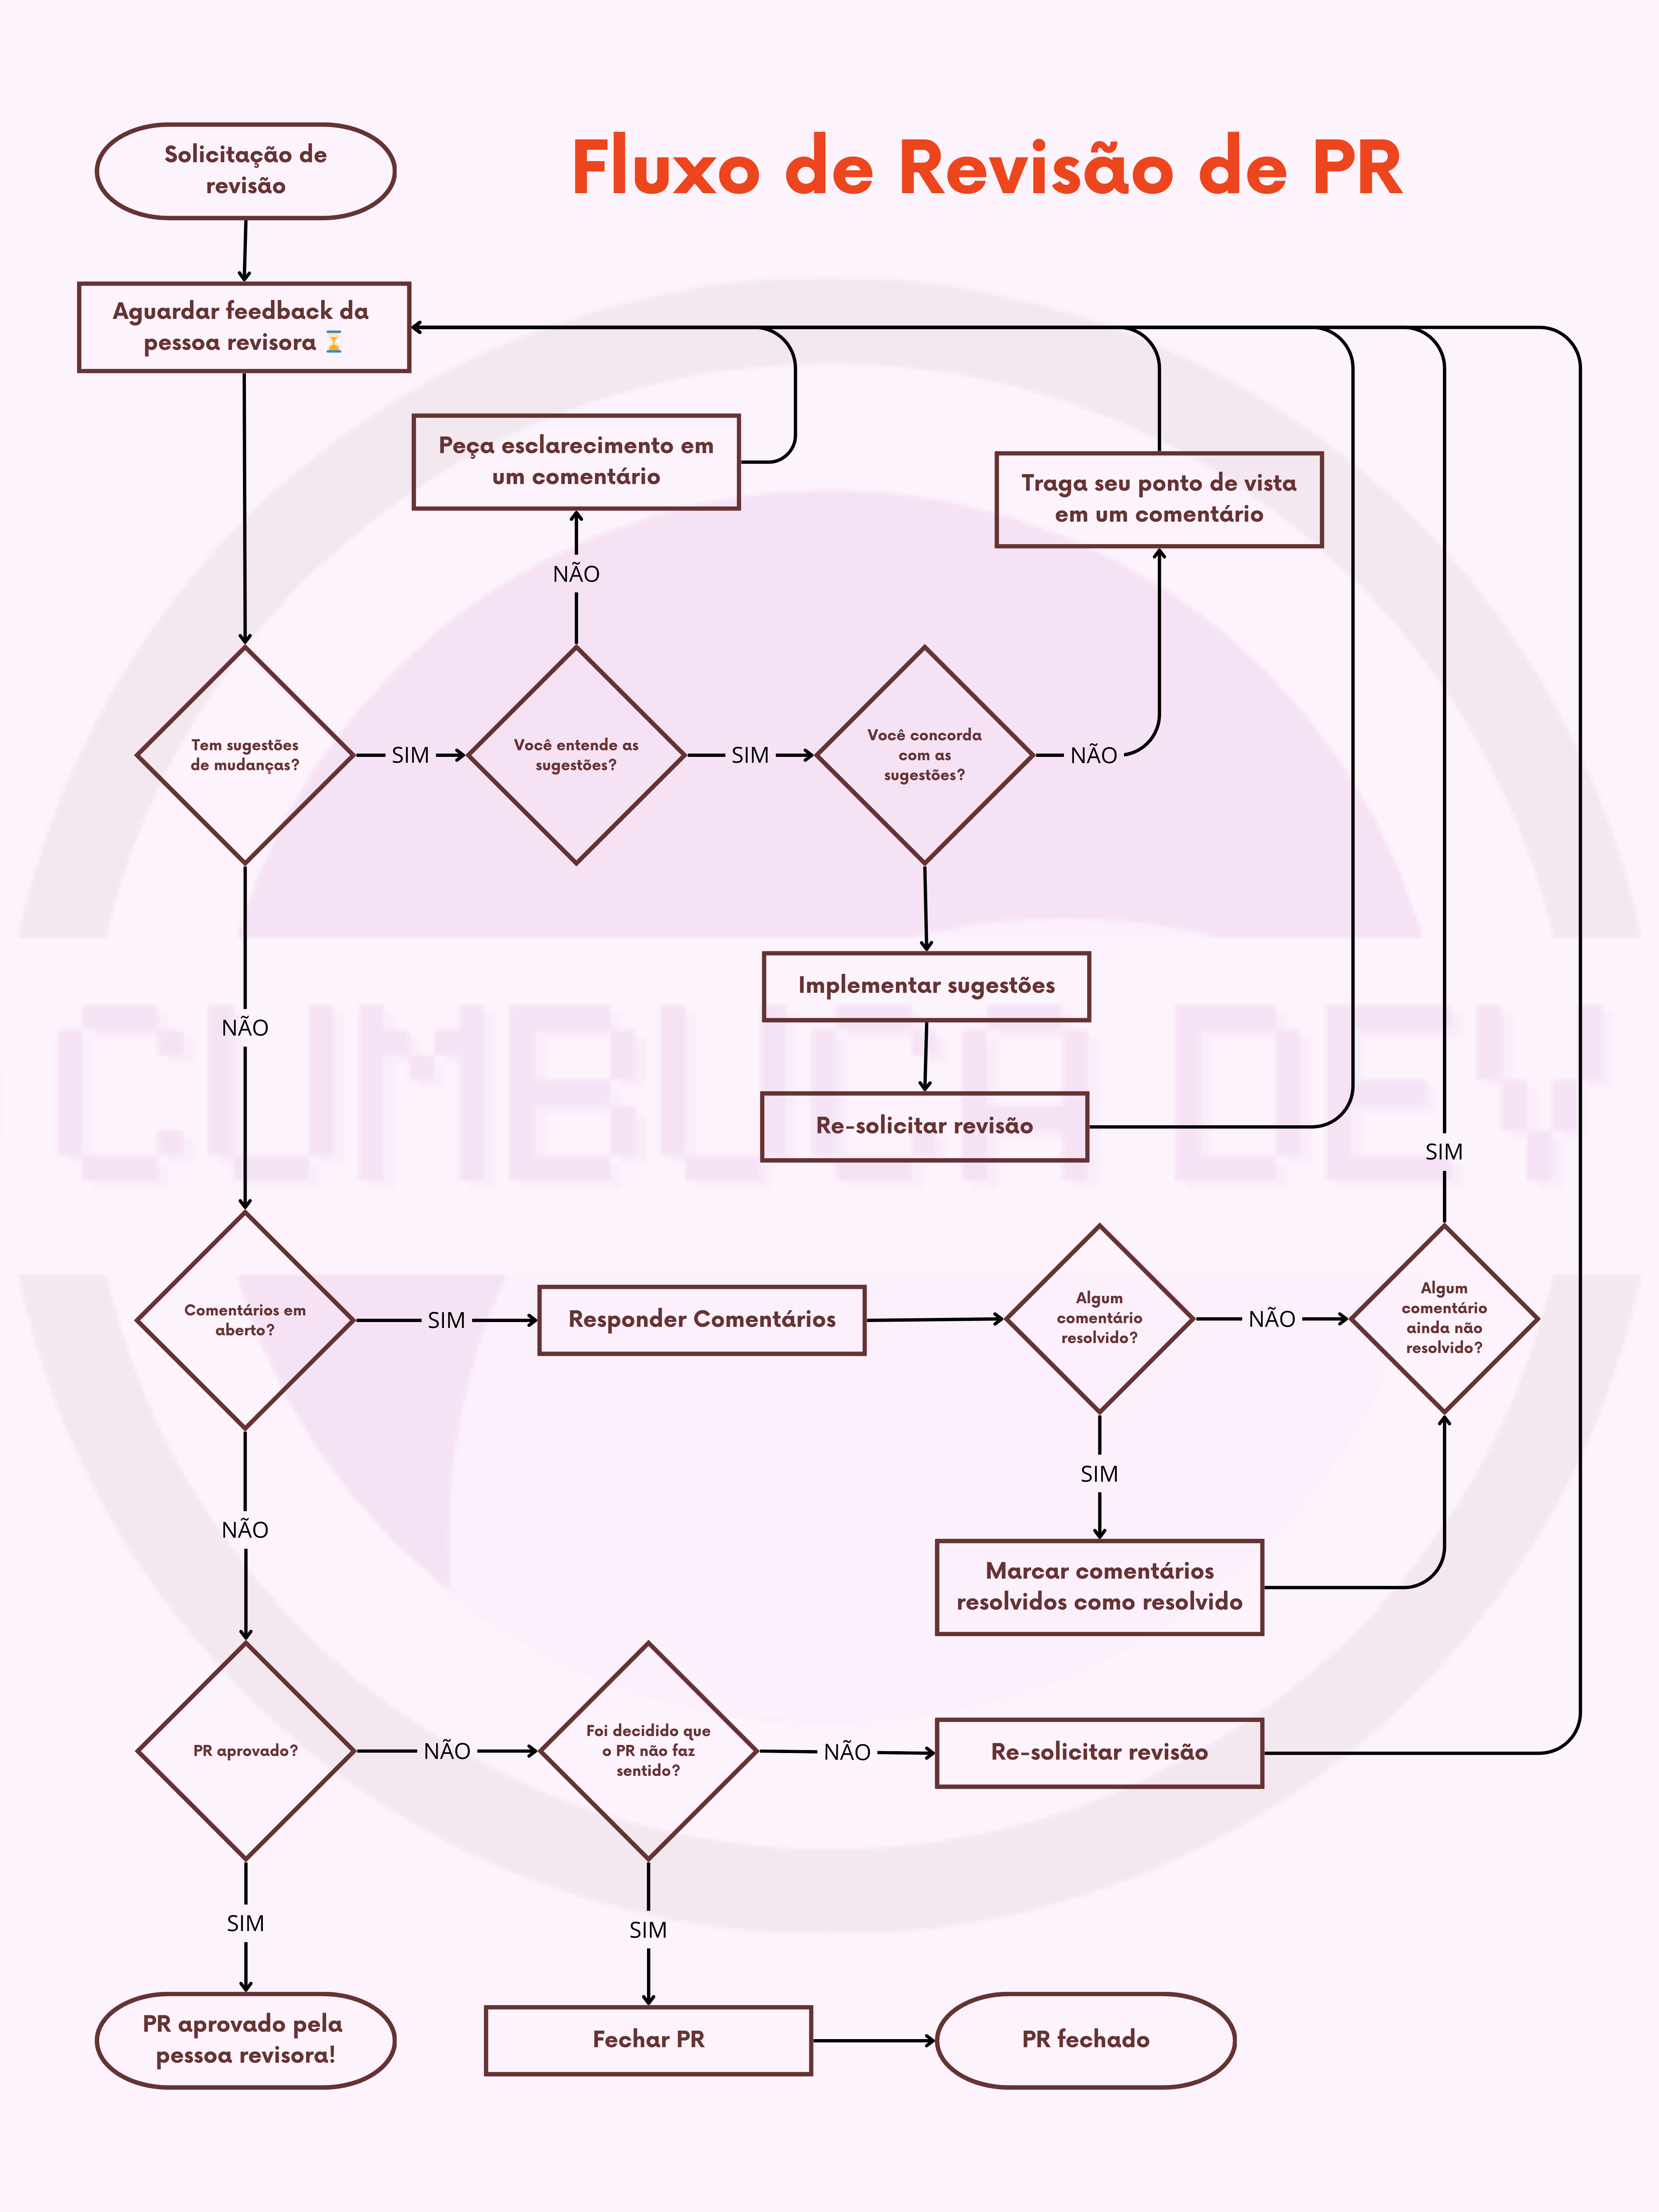 Fluxo de Revisão de PR
Solicitação de
revisão
Aguardar feedback da
pessoa revisora ⏳
Peça esclarecimento em
um comentário
Traga seu ponto de vista
em um comentário
NÃO
Tem sugestões
de mudanças?
SIM
Você entende as
sugestões?
SIM
Você concorda
com as
sugestões?
NÃO
Implementar sugestões
NÃO
CUMBUCA DEV
Re-solicitar revisão
SIM
Comentários em
aberto?
SIM
Responder Comentários
Algum
comentário
resolvido?
NÃO
Algum
comentário
ainda não
resolvido?
SIM
NÃO
Marcar comentários
resolvidos como resolvido
PR aprovado?
NÃO
Foi decidido que
o PR não faz
sentido?
NÃO
Re-solicitar revisão
SIM
SIM
PR aprovado pela
pessoa revisora!
Fechar PR
PR fechado